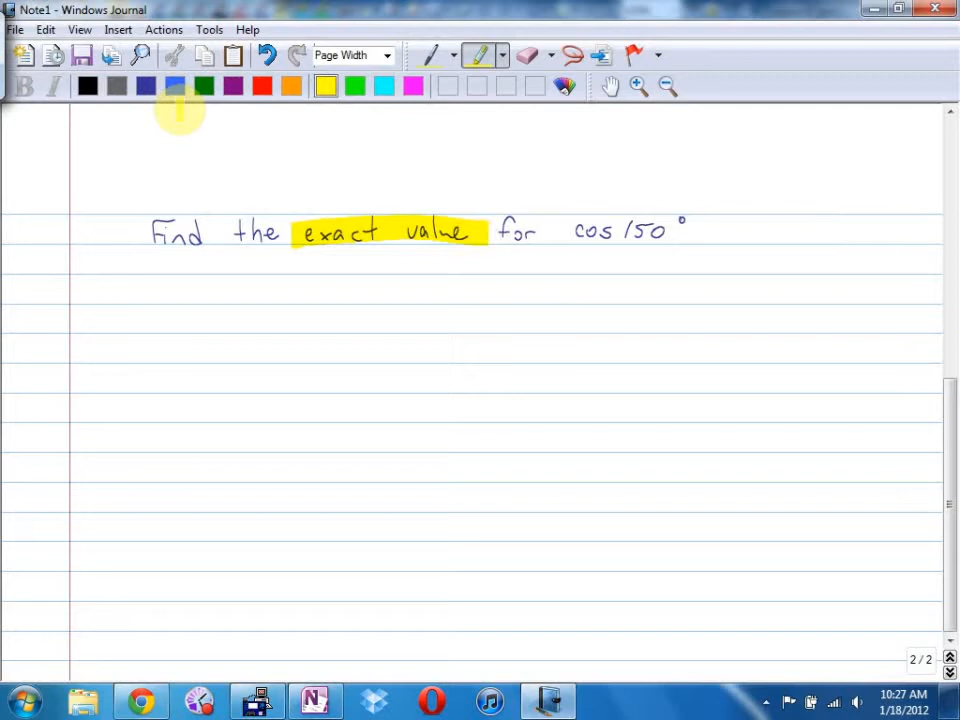 Note1 - Windows Journal
File Edit View Insert Actions Tools Help
Page Width
B I
Find the exact value for cos 150°
2 / 2
10:27 AM
1/18/2012